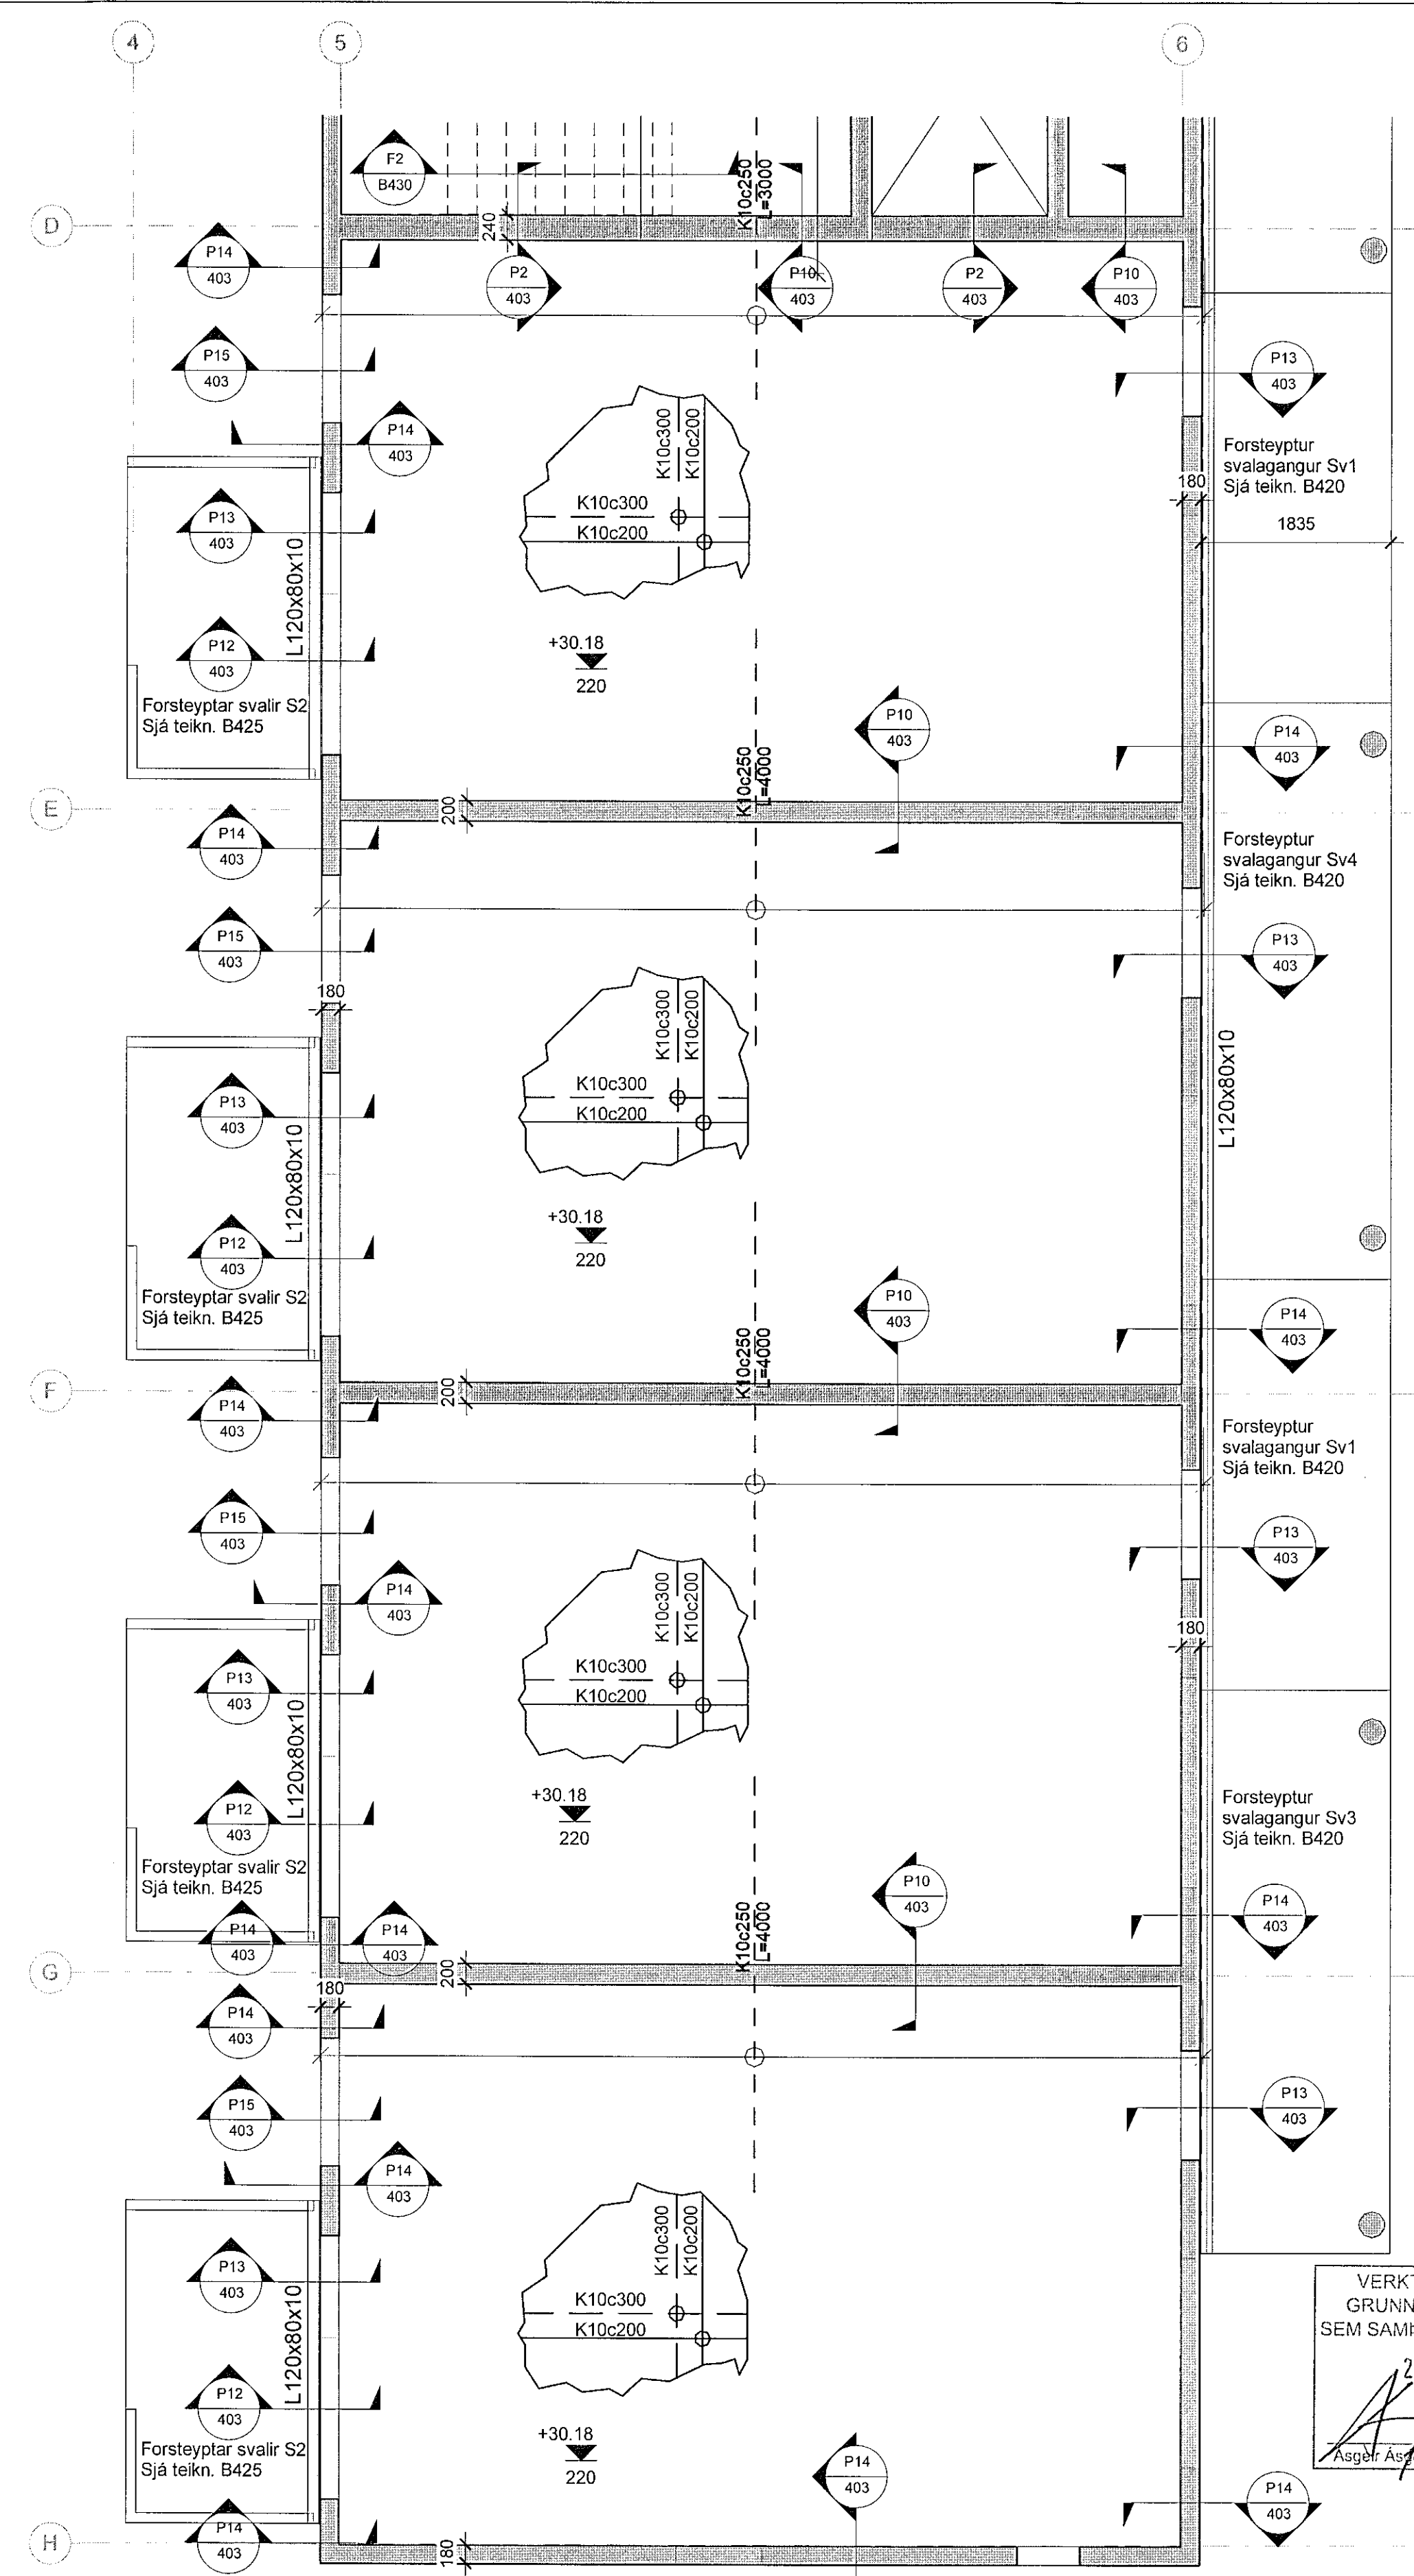 4
5
6
F2
B430
K10c250
L=3000
D
240
P14
403
P2
403
P10
403
P2
403
P10
403
P15
403
P13
403
P14
403
K10c300
K10c200
Forsteyptur
svalagangur Sv1
Sjá teikn. B420
180
1835
P13
403
K10c300
K10c200
L120x80x10
P12
403
+30.18
220
Forsteyptar svalir S2
Sjá teikn. B425
P10
403
P14
403
K10c250
L=4000
E
200
P14
403
Forsteyptur
svalagangur Sv4
Sjá teikn. B420
P15
403
P13
403
180
K10c300
K10c200
L120x80x10
P13
403
K10c300
K10c200
L120x80x10
P12
403
+30.18
220
Forsteyptar svalir S2
Sjá teikn. B425
P10
403
P14
403
K10c250
L=4000
F
200
P14
403
Forsteyptur
svalagangur Sv1
Sjá teikn. B420
P15
403
P13
403
P14
403
K10c300
K10c200
180
P13
403
K10c300
K10c200
L120x80x10
+30.18
220
P12
403
Forsteyptur
svalagangur Sv3
Sjá teikn. B420
Forsteyptar svalir S2
Sjá teikn. B425
P10
403
P14
403
P14
403
P14
403
K10c250
L=4000
G
200
180
P14
403
P15
403
P13
403
P14
403
K10c300
K10c200
P13
403
K10c300
K10c200
L120x80x10
VERKT
GRUNN
SEM SAM
P12
403
+30.18
220
Forsteyptar svalir S2
Sjá teikn. B425
P14
403
Ásgeir Ásg
P14
403
P14
403
H
180